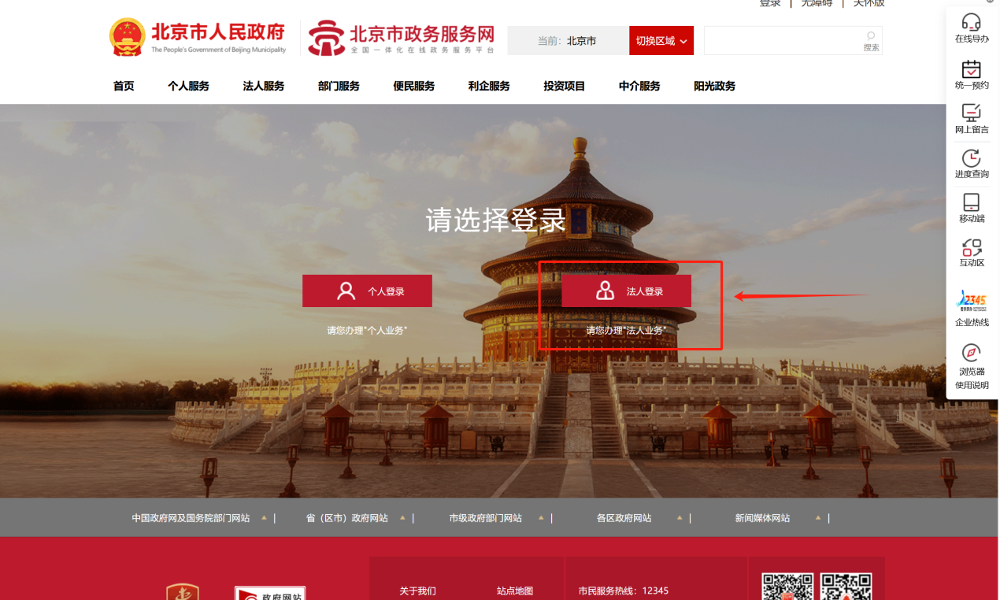 登录 | 无障碍 | 关怀版
北京市人民政府
The People's Government of Beijing Municipality
北京市政务服务网
全国一体化在线政务服务平台
当前：北京市
切换区域
搜索
首页 个人服务 法人服务 部门服务 便民服务 利企服务 投资项目 中介服务 阳光政务
请选择登录
个人登录
请您办理"个人业务"
法人登录
请您办理"法人业务"
在线导办
统一预约
网上留言
进度查询
移动端
互动区
12345
企业热线
浏览器
使用说明
中国政府网及国务院部门网站 | 省（区市）政府网站 | 市级政府部门网站 | 各区政府网站 | 新闻媒体网站 |
政府网站
关于我们 站点地图 市民服务热线：12345